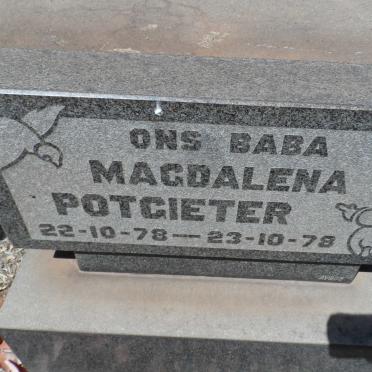 ONS BABA
MAGDALENA
POTGIETER
22-10-78 — 23-10-78